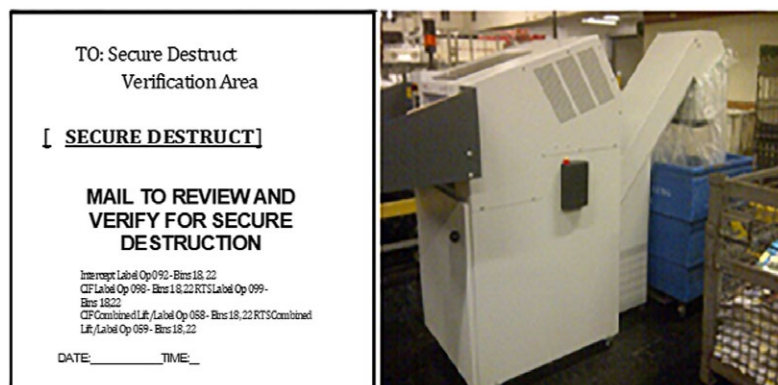 TO: Secure Destruct
Verification Area
[ SECURE DESTRUCT]
MAIL TO REVIEW AND
VERIFY FOR SECURE
DESTRUCTION
Intercept Label Op 092 - Bins 18, 22
CIF Label Op 098 - Bins 18,22 RTS Label Op 099 -
Bins 18,22
CIF Combined Lift/Label Op 058 - Bins 18, 22 RTS Combined
Lift/Label Op 059 - Bins 18, 22
DATE:___________TIME:__